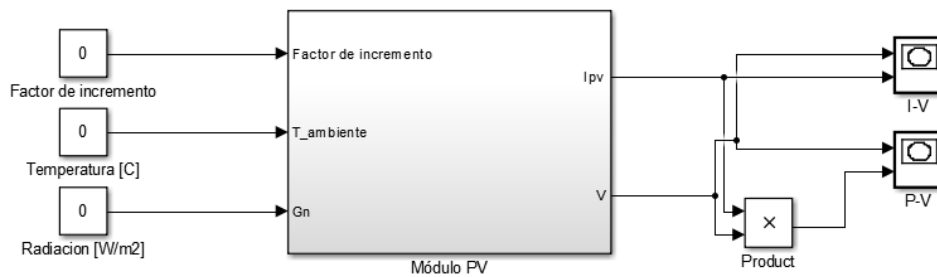 0
Factor de incremento
0
Temperatura [C]
0
Radiacion [W/m2]
Factor de incremento
T_ambiente
Gn
Ipv
V
Módulo PV
×
Product
I-V
P-V